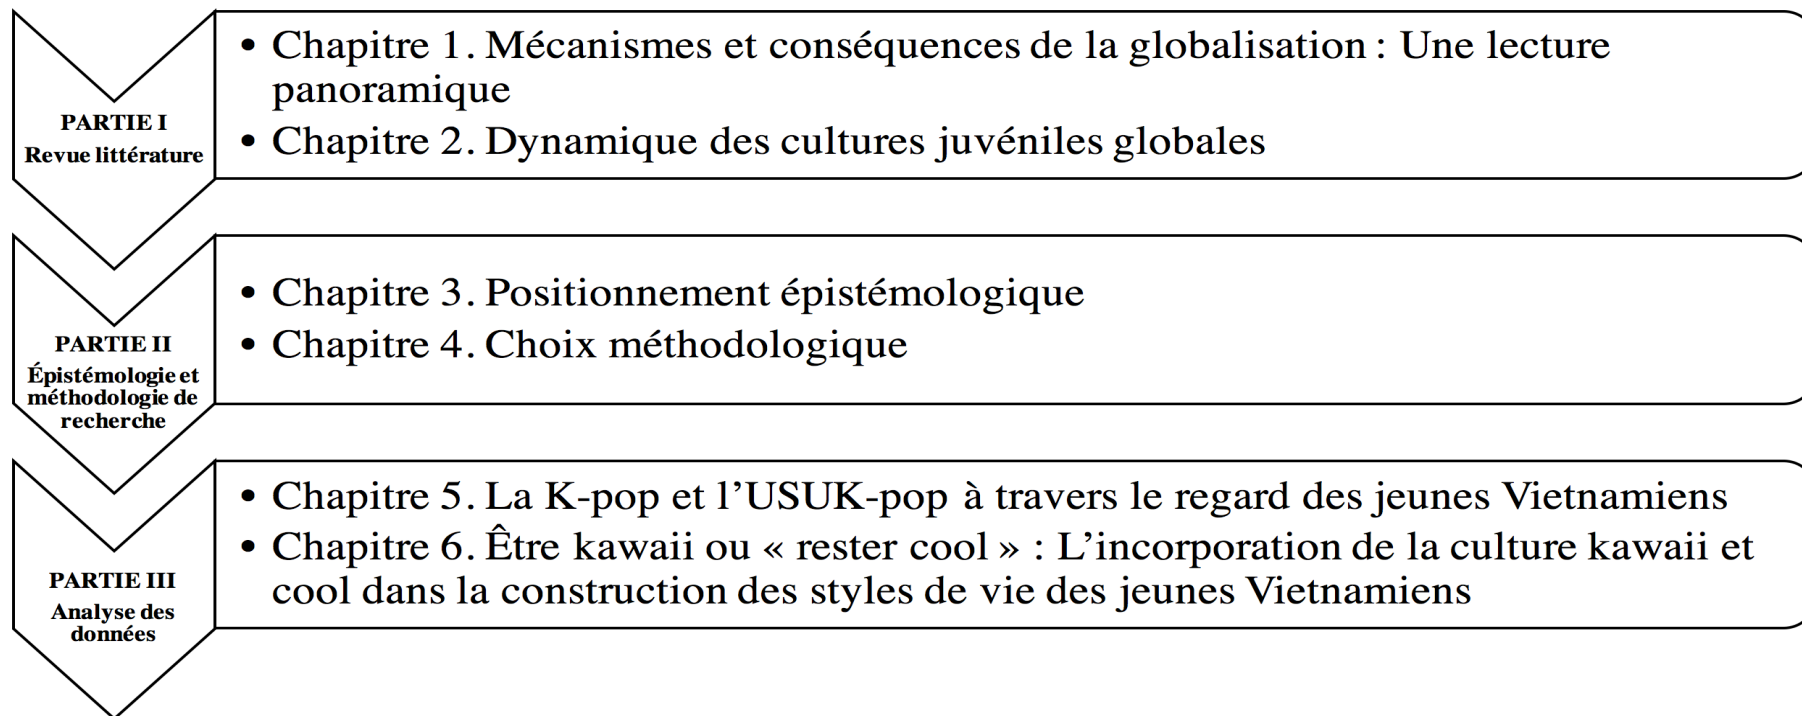 PARTIE I
Revue littérature
• Chapitre 1. Mécanismes et conséquences de la globalisation : Une lecture
panoramique
• Chapitre 2. Dynamique des cultures juvéniles globales
PARTIE II
Épistémologie et
méthodologie de
recherche
• Chapitre 3. Positionnement épistémologique
• Chapitre 4. Choix méthodologique
PARTIE III
Analyse des
données
• Chapitre 5. La K-pop et l’USUK-pop à travers le regard des jeunes Vietnamiens
• Chapitre 6. Être kawaii ou « rester cool » : L’incorporation de la culture kawaii et
cool dans la construction des styles de vie des jeunes Vietnamiens